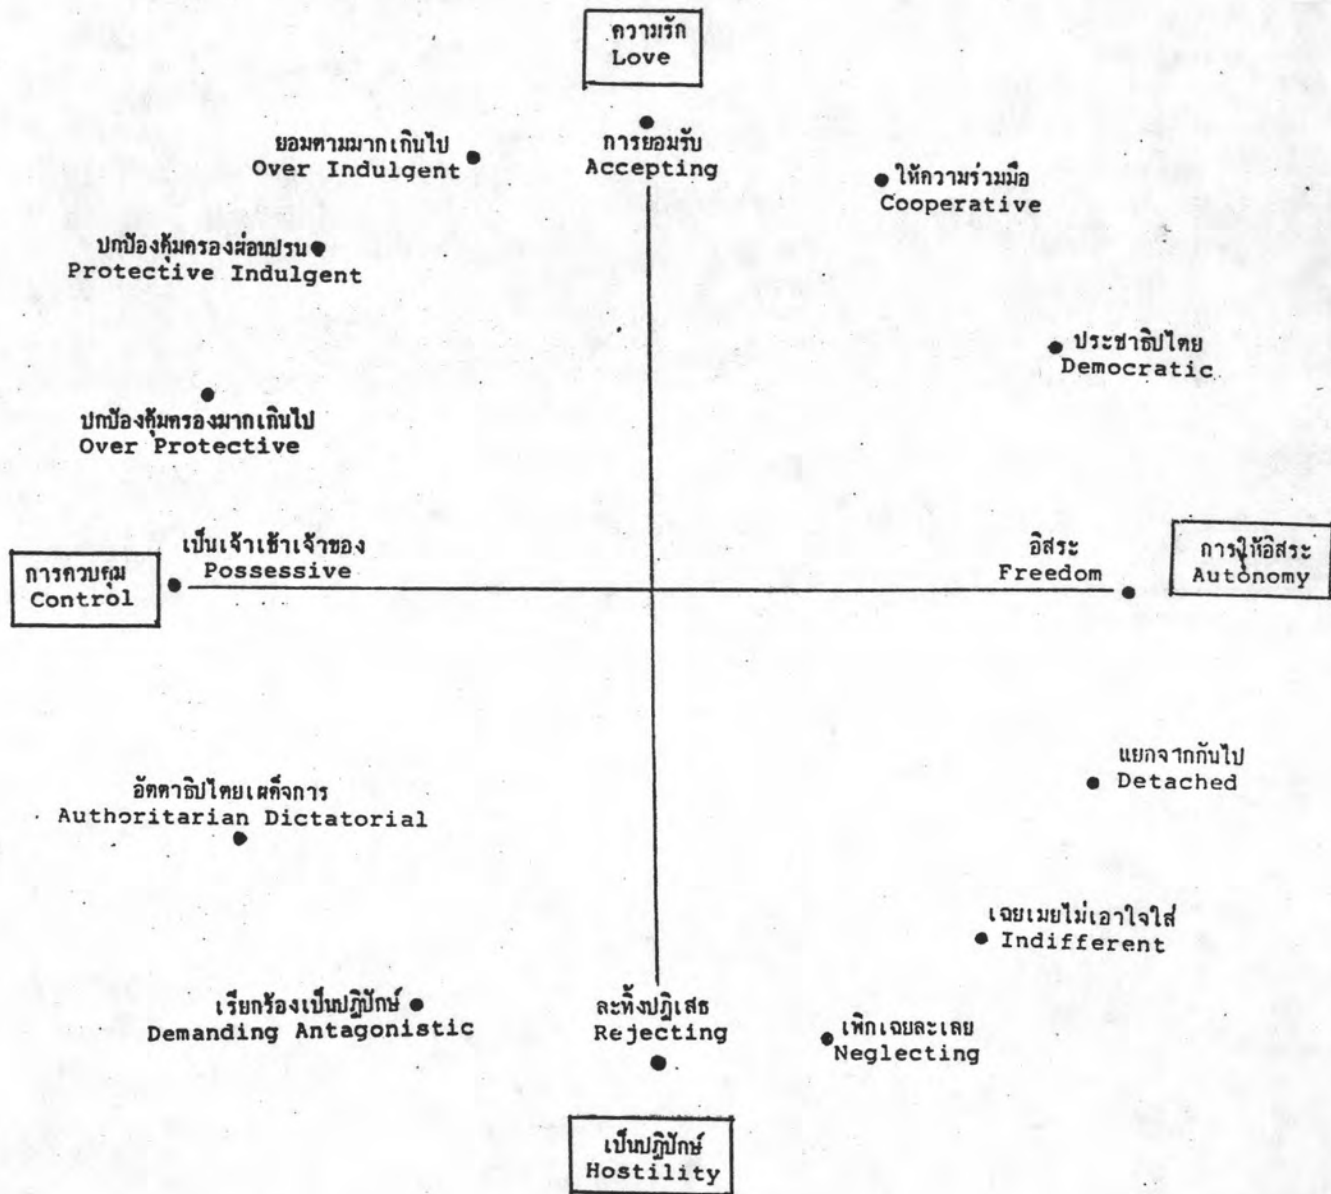 ความรัก
Love
ยอมตามมากเกินไป
Over Indulgent
การยอมรับ
Accepting
ให้ความร่วมมือ
Cooperative
ปกป้องคุ้มครองผ่อนปรน
Protective Indulgent
ประชาธิปไตย
Democratic
ปกป้องคุ้มครองมากเกินไป
Over Protective
การควบคุม
Control
เป็นเจ้าเข้าเจ้าของ
Possessive
อิสระ
Freedom
การให้อิสระ
Autonomy
แยกจากกันไป
Detached
อัตตาธิปไตยเผด็จการ
Authoritarian Dictatorial
เฉยเมยไม่เอาใจใส่
Indifferent
เรียกร้องเป็นปฏิปักษ์
Demanding Antagonistic
ละทิ้งปฏิเสธ
Rejecting
เพิกเฉยละเลย
Neglecting
เป็นปฏิปักษ์
Hostility